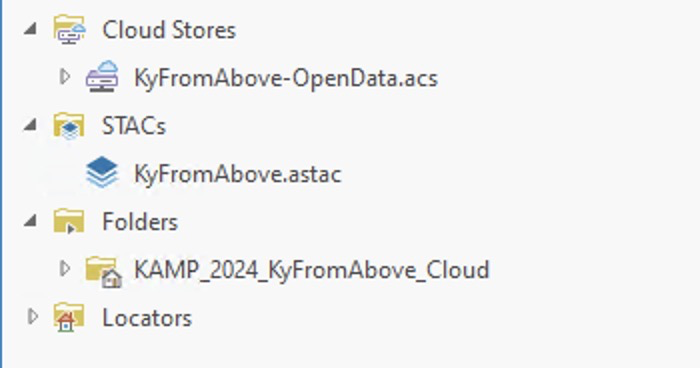 Cloud Stores
KyFromAbove-OpenData.acs
STACs
KyFromAbove.astac
Folders
KAMP_2024_KyFromAbove_Cloud
Locators